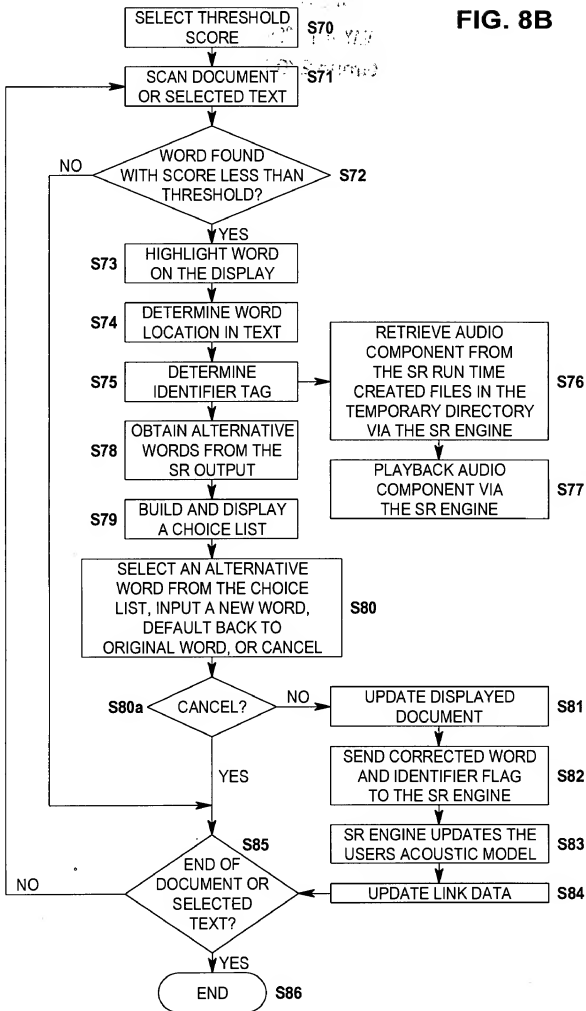 FIG. 8B
SELECT THRESHOLD
SCORE
S70
SCAN DOCUMENT
OR SELECTED TEXT
S71
WORD FOUND
WITH SCORE LESS THAN
THRESHOLD?
S72
NO
YES
S73
HIGHLIGHT WORD
ON THE DISPLAY
S74
DETERMINE WORD
LOCATION IN TEXT
S75
DETERMINE
IDENTIFIER TAG
RETRIEVE AUDIO
COMPONENT FROM
THE SR RUN TIME
CREATED FILES IN THE
TEMPORARY DIRECTORY
VIA THE SR ENGINE
S76
PLAYBACK AUDIO
COMPONENT VIA
THE SR ENGINE
S77
S78
OBTAIN ALTERNATIVE
WORDS FROM THE
SR OUTPUT
S79
BUILD AND DISPLAY
A CHOICE LIST
SELECT AN ALTERNATIVE
WORD FROM THE CHOICE
LIST, INPUT A NEW WORD,
DEFAULT BACK TO
ORIGINAL WORD, OR CANCEL
S80
S80a
CANCEL?
NO
YES
UPDATE DISPLAYED
DOCUMENT
S81
SEND CORRECTED WORD
AND IDENTIFIER FLAG
TO THE SR ENGINE
S82
SR ENGINE UPDATES THE
USERS ACOUSTIC MODEL
S83
UPDATE LINK DATA
S84
S85
END OF
DOCUMENT OR
SELECTED
TEXT?
NO
YES
END
S86